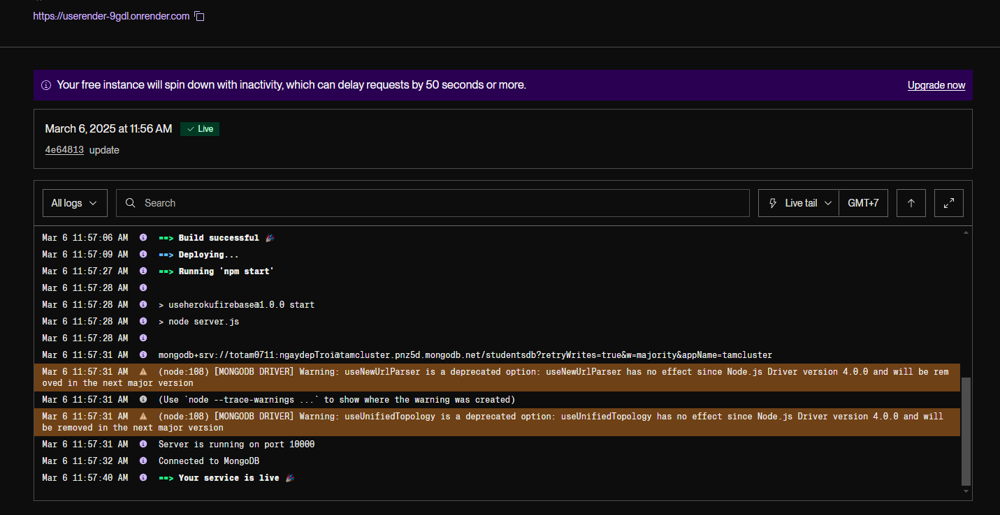 https://userender-9gdl.onrender.com
Your free instance will spin down with inactivity, which can delay requests by 50 seconds or more.
Upgrade now
March 6, 2025 at 11:56 AM
Live
4e64813 update
All logs
Search
Live tail
GMT+7
Mar 6 11:57:06 AM ==> Build successful 🎉
Mar 6 11:57:09 AM ==> Deploying...
Mar 6 11:57:27 AM ==> Running 'npm start'
Mar 6 11:57:28 AM
Mar 6 11:57:28 AM > useherokufirebase@1.0.0 start
Mar 6 11:57:28 AM > node server.js
Mar 6 11:57:28 AM
Mar 6 11:57:31 AM mongodb+srv://totam0711:ngaydepTroi@tamcluster.pnz5d.mongodb.net/studentsdb?retryWrites=true&w=majority&appName=tamcluster
Mar 6 11:57:31 AM (node:108) [MONGODB DRIVER] Warning: useNewUrlParser is a deprecated option: useNewUrlParser has no effect since Node.js Driver version 4.0.0 and will be rem
oved in the next major version
Mar 6 11:57:31 AM (Use `node --trace-warnings ...` to show where the warning was created)
Mar 6 11:57:31 AM (node:108) [MONGODB DRIVER] Warning: useUnifiedTopology is a deprecated option: useUnifiedTopology has no effect since Node.js Driver version 4.0.0 and will
be removed in the next major version
Mar 6 11:57:31 AM Server is running on port 10000
Mar 6 11:57:32 AM Connected to MongoDB
Mar 6 11:57:40 AM ==> Your service is live 🎉